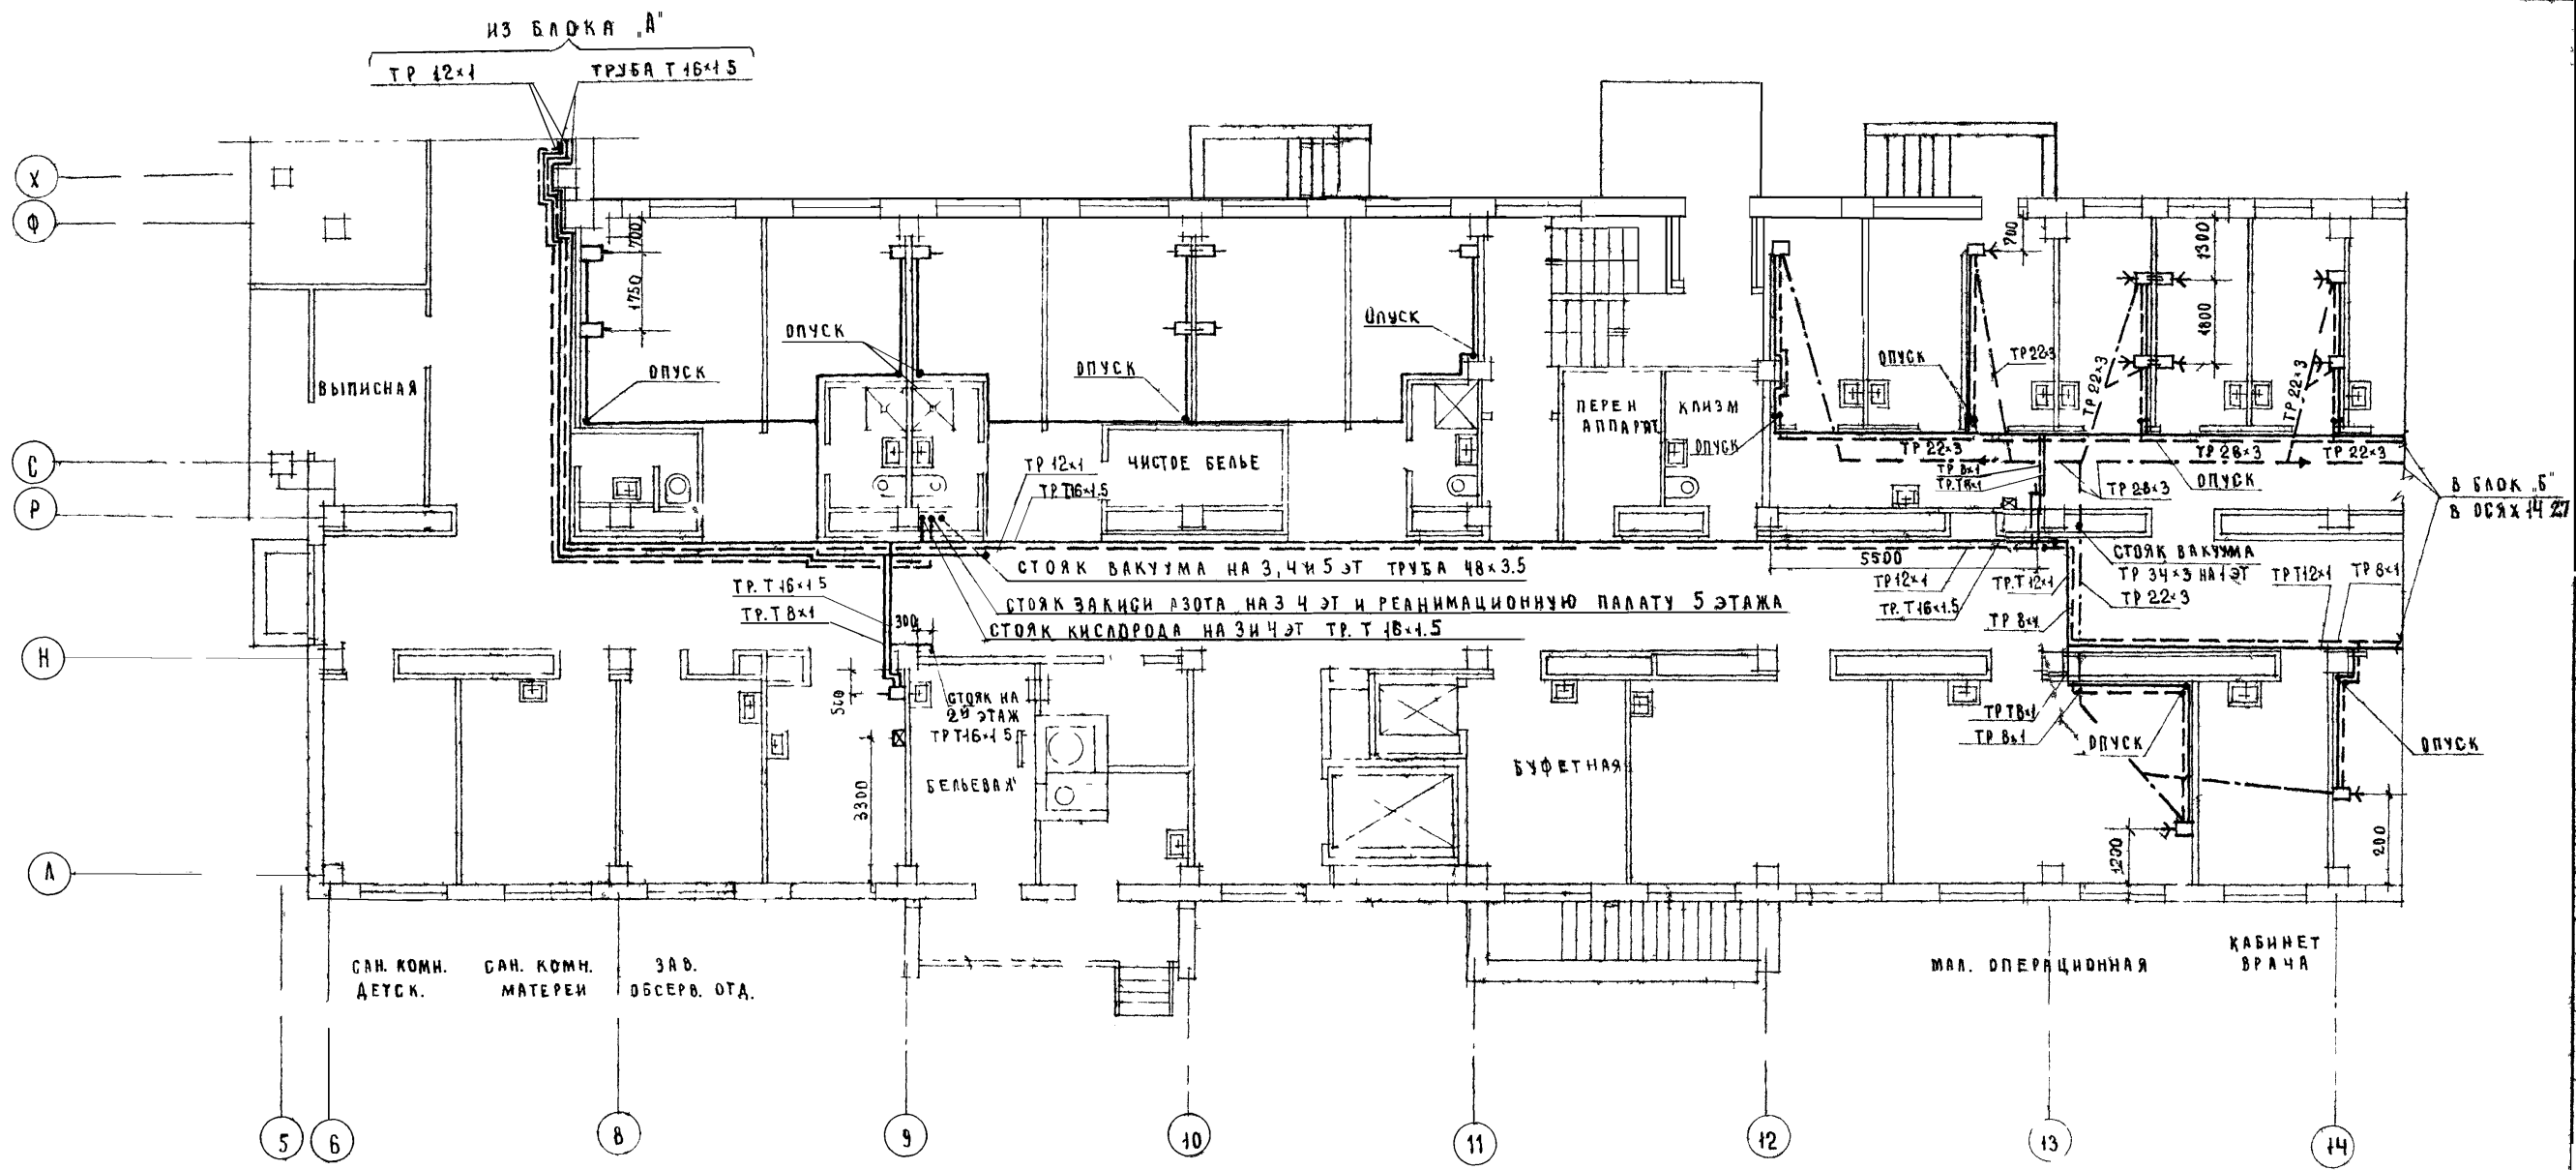 ИЗ БЛОКА „А"
ТР 12×1
ТРУБА Т 16×1 5
Х
Ф
С
Р
Н
Л
700
1750
ОПУСК
ОПУСК
ОПУСК
ОПУСК
ВЫПИСНАЯ
ЧИСТОЕ БЕЛЬЕ
ТР 12×1
ТР Т16×1.5
ПЕРЕН
АППАРАТ.
КЛИЗМ
ОПУСК
ОПУСК
700
ТР 22×3
ТР 22×3
1300
1800
ТР 22×3
ТР 22×3
ТР 8×1
ТР. Т8×1
ТР 28×3
ТР 22×3
ТР 28×3
ОПУСК
В БЛОК „Б"
В ОСЯХ 14 27
5500
СТОЯК ВАКУУМА НА 3, 4 И 5 ЭТ ТРУБА 48×3.5
СТОЯК ЗАКИСИ АЗОТА НА 3 4 ЭТ И РЕАНИМАЦИОННУЮ ПАЛАТУ 5 ЭТАЖА
СТОЯК КИСЛОРОДА НА 3И 4 ЭТ ТР. Т 16×1.5
ТР. Т 16×1 5
ТР. Т 8×1
300
500
3300
СТОЯК НА
2Й ЭТАЖ
ТР Т16×1 5
БЕЛЬЕВАЯ
БУФЕТНАЯ
ТР 12×1
ТР. Т 16×1.5
ТР. Т 12×1
ТР 8×1
СТОЯК ВАКУУМА
ТР 34×3 НА 1 ЭТ
ТР 22×3
ТР Т12×1
ТР 8×1
ТР Т8×1
ТР. 8×1
ОПУСК
ОПУСК
1200
200
САН. КОМН.
ДЕТСК.
САН. КОМН.
МАТЕРЕЙ
ЗАВ.
ОБСЕРВ. ОТД.
МАЛ. ОПЕРАЦИОННАЯ
КАБИНЕТ
ВРАЧА
5
6
8
9
10
11
12
13
14